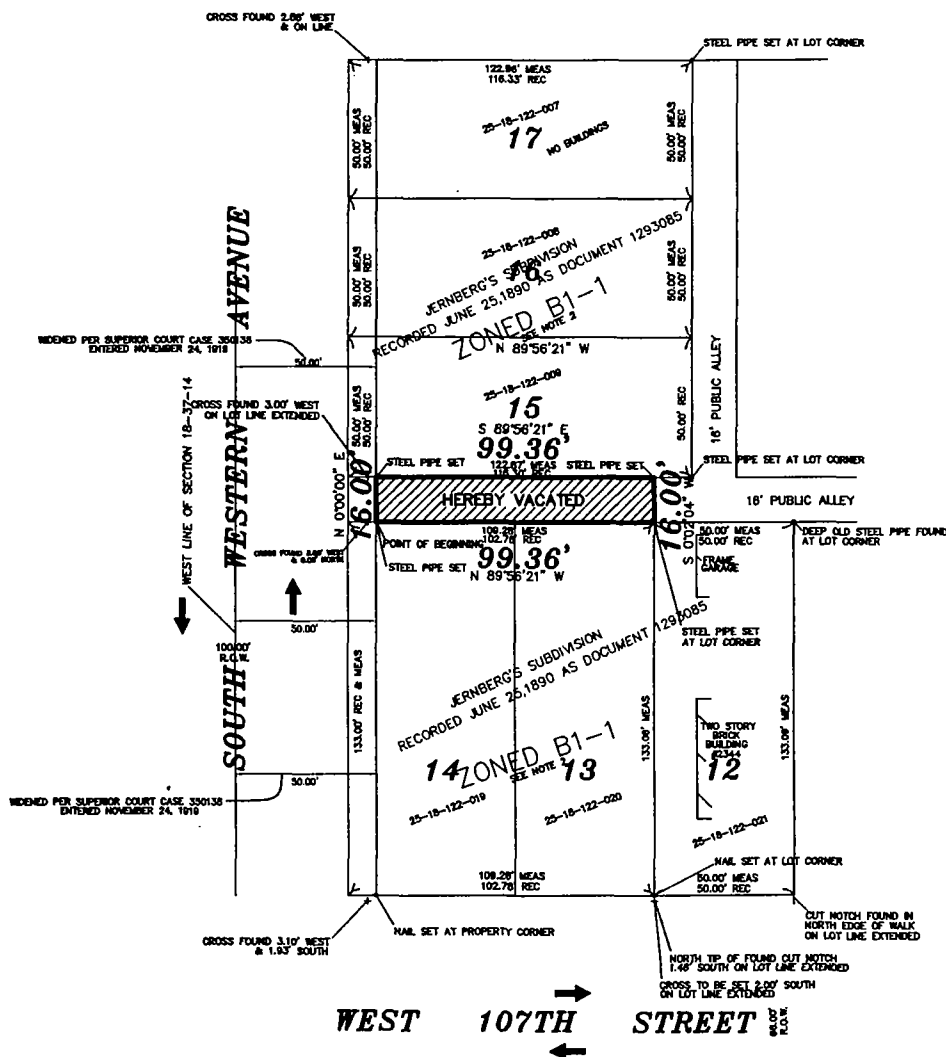 CROSS FOUND 2.88' WEST
& ON LINE
STEEL PIPE SET AT LOT CORNER
122.96' MEAS
116.33' REC
25-18-122-007
17
NO BUILDINGS
50.00' MEAS
50.00' REC
50.00' MEAS
50.00' REC
25-18-122-008
16
JERNBERG'S SUBDIVISION
RECORDED JUNE 25,1890 AS DOCUMENT 1293085
ZONED B1-1
SEE NOTE 2
N 89°56'21" W
50.00' MEAS
50.00' REC
50.00' MEAS
50.00' REC
16' PUBLIC ALLEY
WIDENED PER SUPERIOR COURT CASE 350138
ENTERED NOVEMBER 24, 1919
50.00'
WEST LINE OF SECTION 18-37-14
SOUTH WESTERN AVENUE
CROSS FOUND 3.00' WEST
ON LOT LINE EXTENDED
50.00' MEAS
50.00' REC
25-18-122-009
15
S 89°56'21" E
99.36'
50.00' REC
STEEL PIPE SET
122.67' MEAS
STEEL PIPE SET
STEEL PIPE SET AT LOT CORNER
N 0°00'00" E
16.00'
HEREBY VACATED
16.00'
S 0°02'04" W
16' PUBLIC ALLEY
109.28' MEAS
102.78' REC
POINT OF BEGINNING
99.36'
N 89°56'21" W
STEEL PIPE SET
50.00' MEAS
50.00' REC
FRAME
GARAGE
DEEP OLD STEEL PIPE FOUND
AT LOT CORNER
STEEL PIPE SET
AT LOT CORNER
50.00'
100.00'
R.O.W.
133.00' REC & MEAS
JERNBERG'S SUBDIVISION
RECORDED JUNE 25,1890 AS DOCUMENT 1293085
ZONED B1-1
SEE NOTE 2
14
13
25-18-122-019
25-18-122-020
133.08' MEAS
TWO STORY
BRICK
BUILDING
#2344
12
25-18-122-021
133.09' MEAS
50.00'
WIDENED PER SUPERIOR COURT CASE 350138
ENTERED NOVEMBER 24, 1919
109.28' MEAS
102.78' REC
NAIL SET AT LOT CORNER
50.00' MEAS
50.00' REC
CROSS FOUND 3.10' WEST
& 1.93' SOUTH
NAIL SET AT PROPERTY CORNER
CUT NOTCH FOUND IN
NORTH EDGE OF WALK
ON LOT LINE EXTENDED
NORTH TIP OF FOUND CUT NOTCH
1.48' SOUTH ON LOT LINE EXTENDED
CROSS TO BE SET 2.00' SOUTH
ON LOT LINE EXTENDED
WEST 107TH STREET
66.00'
R.O.W.